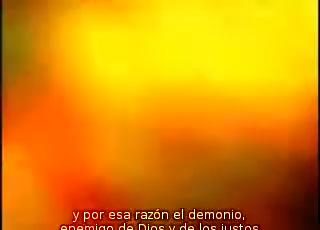 y por esa razón el demonio,
enemigo de Dios y de los justos